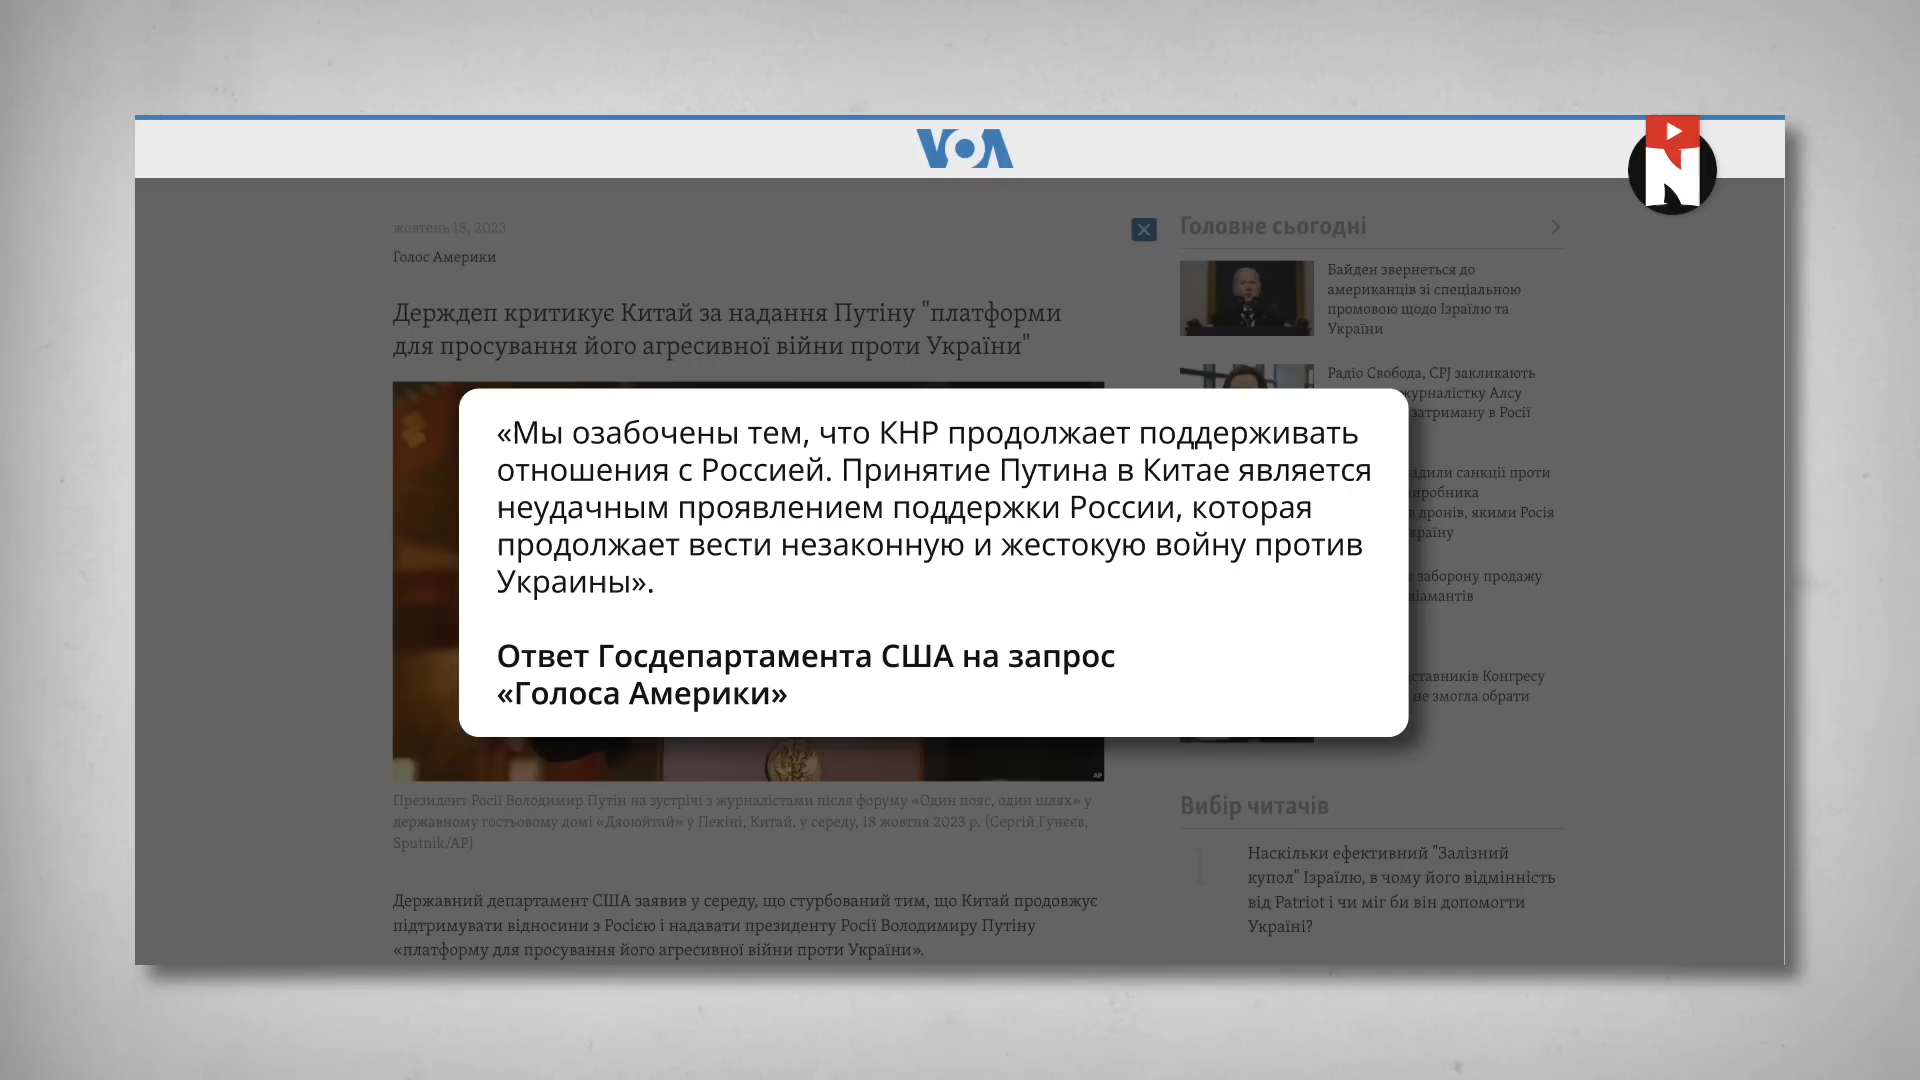 VOA
N
жовтень 18, 2023
Голос Америки
Держдеп критикує Китай за надання Путіну "платформи
для просування його агресивної війни проти України"
«Мы озабочены тем, что КНР продолжает поддерживать
отношения с Россией. Принятие Путина в Китае является
неудачным проявлением поддержки России, которая
продолжает вести незаконную и жестокую войну против
Украины».
Ответ Госдепартамента США на запрос
«Голоса Америки»
AP
Президент Росії Володимир Путін на зустрічі з журналістами після форуму «Один пояс, один шлях» у
державному гостьовому домі «Дяоюйтай» у Пекіні, Китай, у середу, 18 жовтня 2023 р. (Сергій Гунєєв,
Sputnik/AP)
Державний департамент США заявив у середу, що стурбований тим, що Китай продовжує
підтримувати відносини з Росією і надавати президенту Росії Володимиру Путіну
«платформу для просування його агресивної війни проти України».
Головне сьогодні
Байден звернеться до
американців зі спеціальною
промовою щодо Ізраїлю та
України
Радіо Свобода, CPJ закликають
журналістку Алсу
затриману в Росії
санкції проти
дронів, якими Росія
заборону продажу
Конгресу
не змогла обрати
Вибір читачів
1
Наскільки ефективний "Залізний
купол" Ізраїлю, в чому його відмінність
від Patriot і чи міг би він допомогти
Україні?